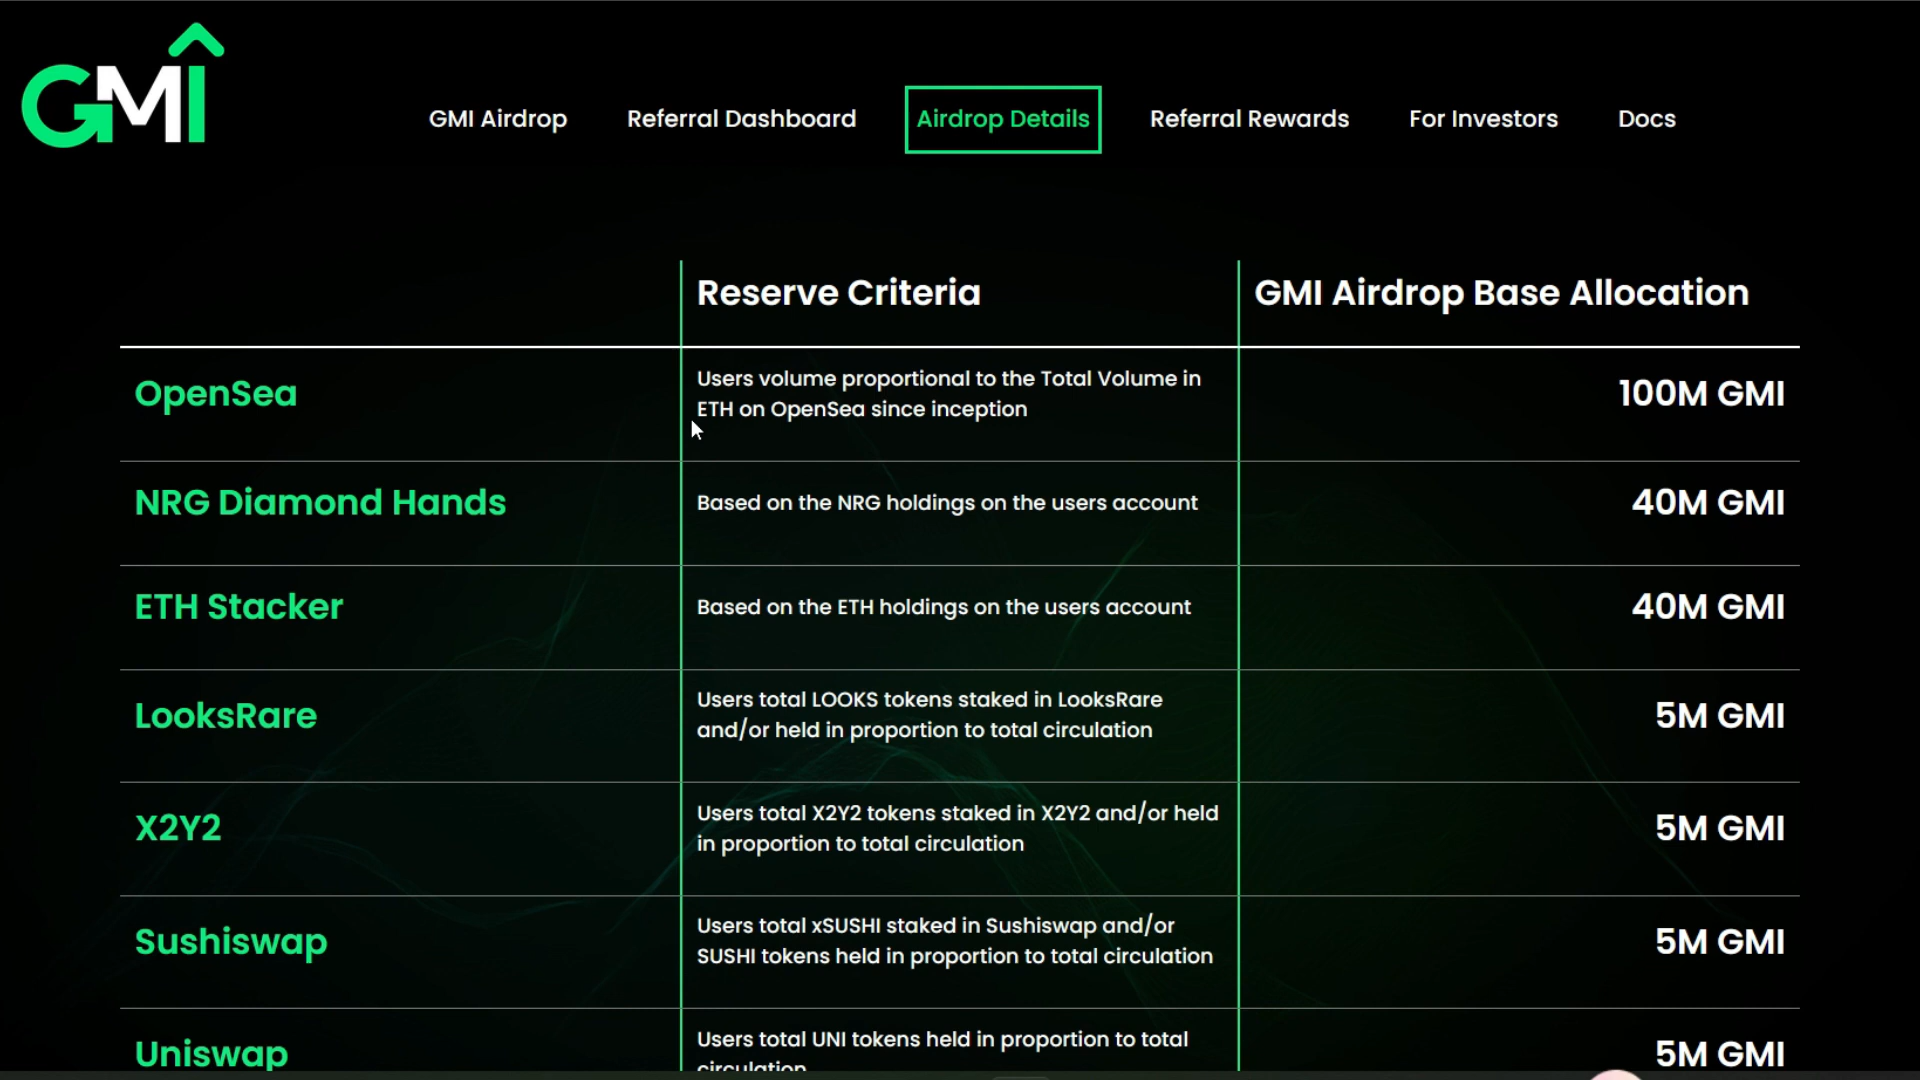 GMI
GMI Airdrop
Referral Dashboard
Airdrop Details
Referral Rewards
For Investors
Docs
Reserve Criteria
GMI Airdrop Base Allocation
OpenSea
Users volume proportional to the Total Volume in
ETH on OpenSea since inception
100M GMI
NRG Diamond Hands
Based on the NRG holdings on the users account
40M GMI
ETH Stacker
Based on the ETH holdings on the users account
40M GMI
LooksRare
Users total LOOKS tokens staked in LooksRare
and/or held in proportion to total circulation
5M GMI
X2Y2
Users total X2Y2 tokens staked in X2Y2 and/or held
in proportion to total circulation
5M GMI
Sushiswap
Users total xSUSHI staked in Sushiswap and/or
SUSHI tokens held in proportion to total circulation
5M GMI
Uniswap
Users total UNI tokens held in proportion to total
circulation
5M GMI